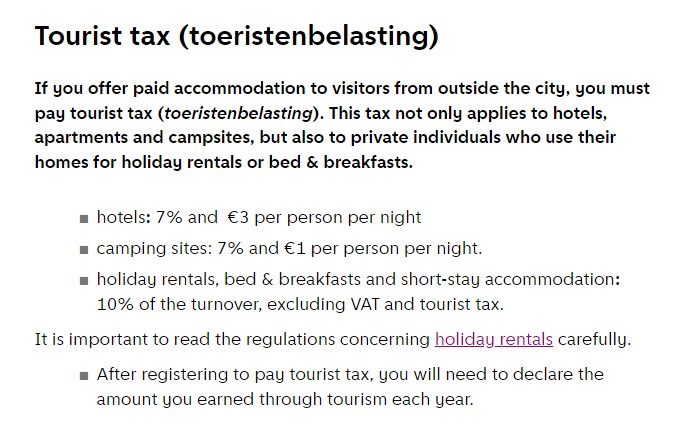 Tourist tax (toeristenbelasting)
If you offer paid accommodation to visitors from outside the city, you must
pay tourist tax (toeristenbelasting). This tax not only applies to hotels,
apartments and campsites, but also to private individuals who use their
homes for holiday rentals or bed & breakfasts.
hotels: 7% and  €3 per person per night
camping sites: 7% and €1 per person per night.
holiday rentals, bed & breakfasts and short-stay accommodation:
10% of the turnover, excluding VAT and tourist tax.
It is important to read the regulations concerning holiday rentals carefully.
After registering to pay tourist tax, you will need to declare the
amount you earned through tourism each year.